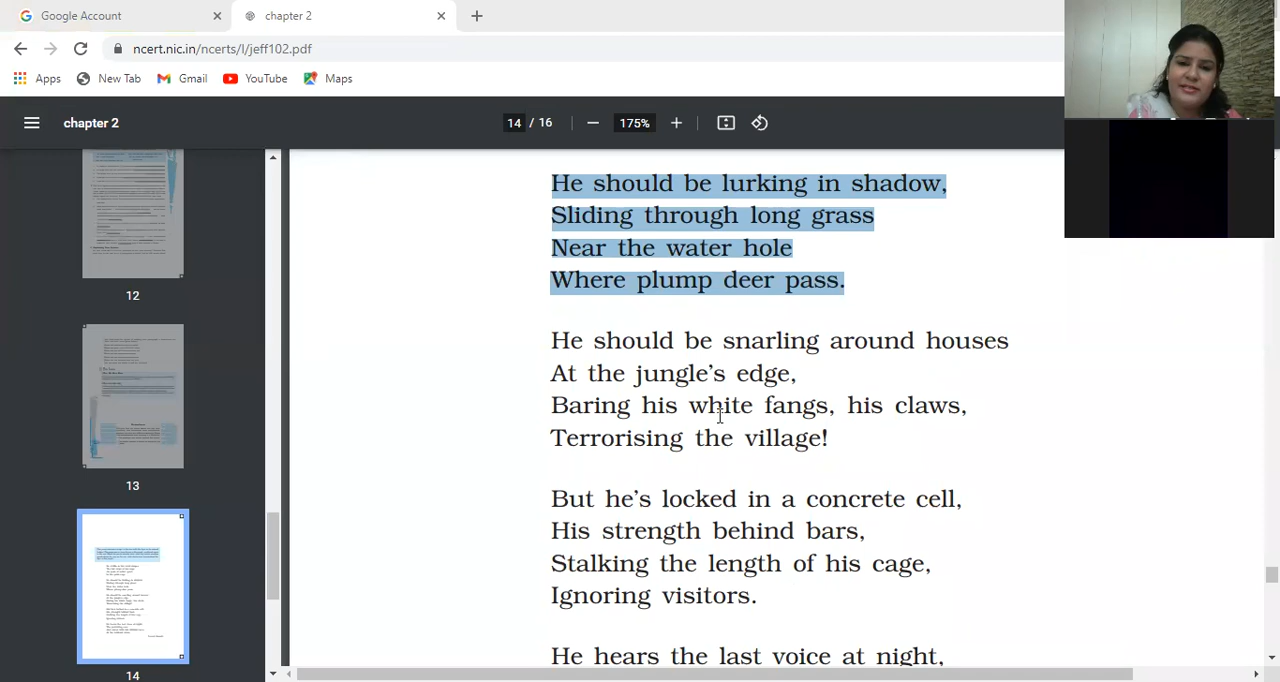 Google Account
chapter 2
ncert.nic.in/ncerts/l/jeff102.pdf
Apps
New Tab
Gmail
YouTube
Maps
chapter 2
14 / 16
175%
He should be lurking in shadow,
Sliding through long grass
Near the water hole
Where plump deer pass.
He should be snarling around houses
At the jungle's edge,
Baring his white fangs, his claws,
Terrorising the village!
But he's locked in a concrete cell,
His strength behind bars,
Stalking the length of his cage,
Ignoring visitors.
He hears the last voice at night,
12
13
14